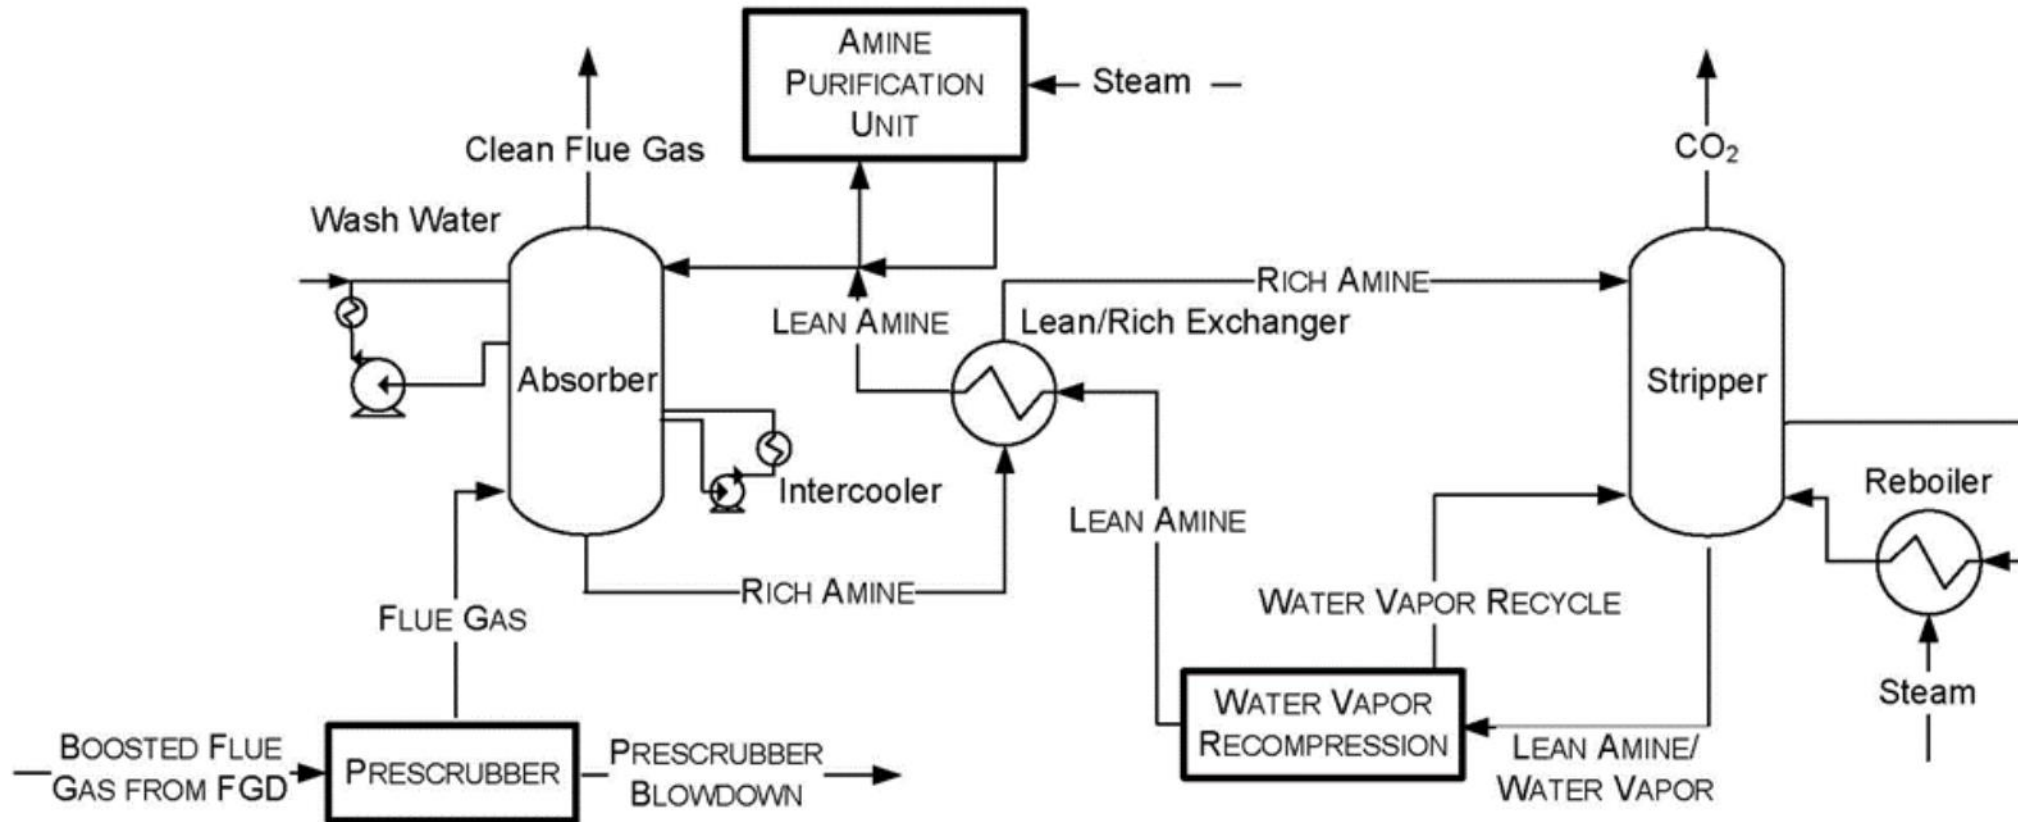 AMINE
PURIFICATION
UNIT
Steam
Clean Flue Gas
CO₂
Wash Water
RICH AMINE
LEAN AMINE
Lean/Rich Exchanger
Absorber
Stripper
Intercooler
Reboiler
LEAN AMINE
RICH AMINE
WATER VAPOR RECYCLE
FLUE GAS
Steam
WATER VAPOR
RECOMPRESSION
LEAN AMINE/
WATER VAPOR
BOOSTED FLUE
GAS FROM FGD
PRESCRUBBER
PRESCRUBBER
BLOWDOWN